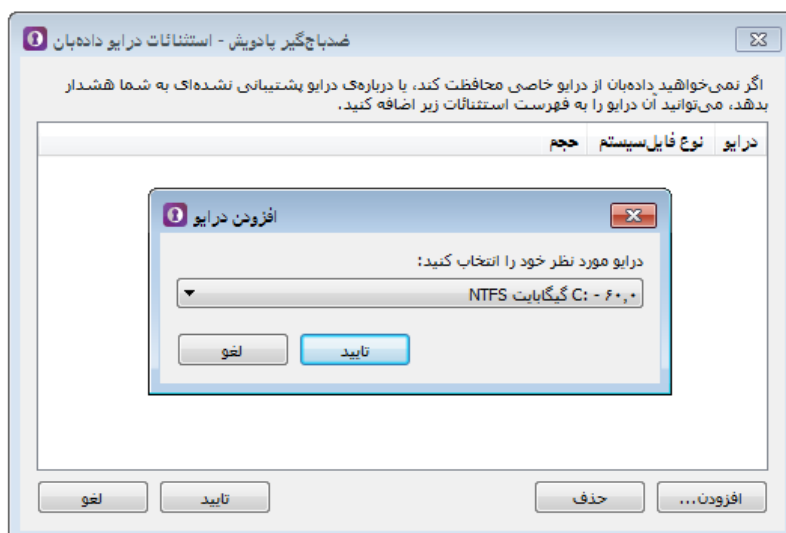 ضدباج‌گیر پادویش - استثنائات درایو داده‌بان
اگر نمی‌خواهید داده‌بان از درایو خاصی محافظت کند، یا درباره‌ی درایو پشتیبانی نشده‌ای به شما هشدار
بدهد، می‌توانید آن درایو را به فهرست استثنائات زیر اضافه کنید.
درایو نوع فایل‌سیستم حجم
افزودن درایو
درایو مورد نظر خود را انتخاب کنید:
C: - ۶۰,۰ گیگابایت NTFS
تایید لغو
افزودن... حذف تایید لغو